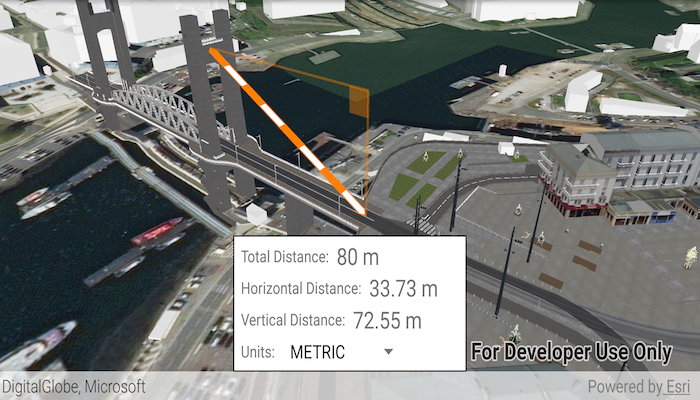 Total Distance: 80 m
Horizontal Distance: 33.73 m
Vertical Distance: 72.55 m
Units: METRIC
For Developer Use Only
DigitalGlobe, Microsoft
Powered by Esri